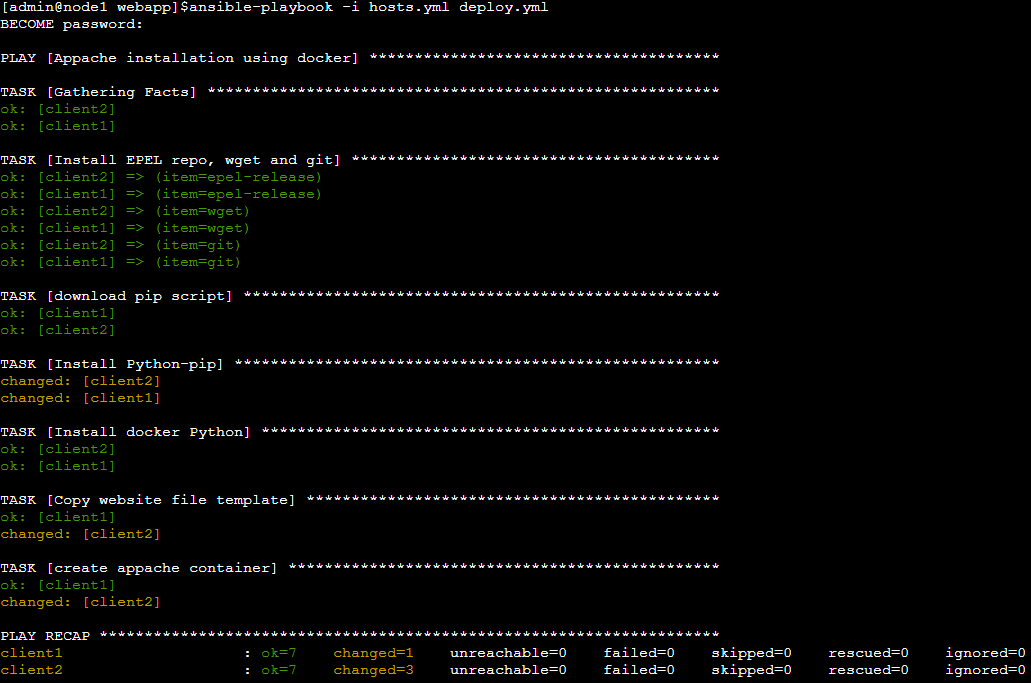 [admin@node1 webapp]$ansible-playbook -i hosts.yml deploy.yml
BECOME password:
PLAY [Appache installation using docker] ***************************************
TASK [Gathering Facts] *********************************************************
ok: [client2]
ok: [client1]
TASK [Install EPEL repo, wget and git] *****************************************
ok: [client2] => (item=epel-release)
ok: [client1] => (item=epel-release)
ok: [client2] => (item=wget)
ok: [client1] => (item=wget)
ok: [client2] => (item=git)
ok: [client1] => (item=git)
TASK [download pip script] *****************************************************
ok: [client1]
ok: [client2]
TASK [Install Python-pip] ******************************************************
changed: [client2]
changed: [client1]
TASK [Install docker Python] ***************************************************
ok: [client2]
ok: [client1]
TASK [Copy website file template] **********************************************
ok: [client1]
changed: [client2]
TASK [create appache container] ************************************************
ok: [client1]
changed: [client2]
PLAY RECAP *********************************************************************
client1                    : ok=7    changed=1    unreachable=0    failed=0    skipped=0    rescued=0    ignored=0
client2                    : ok=7    changed=3    unreachable=0    failed=0    skipped=0    rescued=0    ignored=0